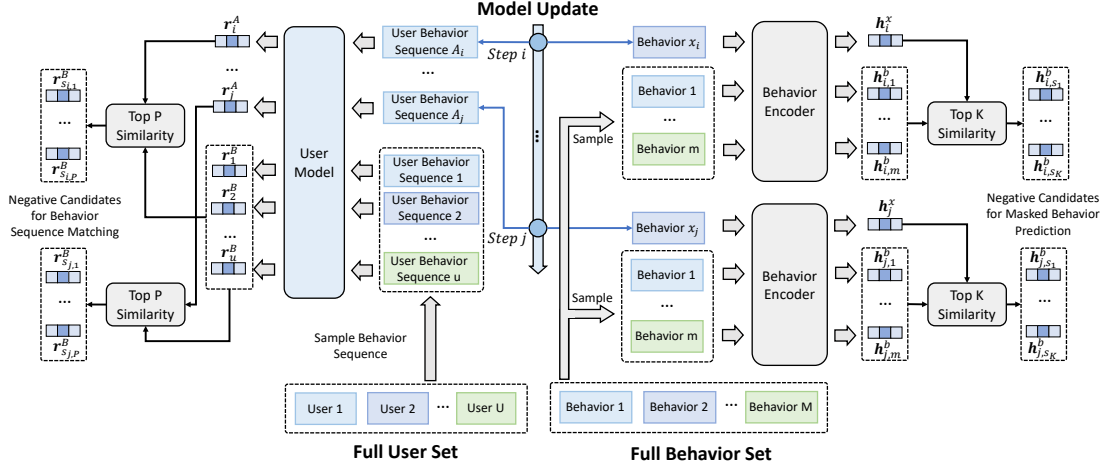 Model Update
r_i^A
...
r_j^A
r_{s_{i,1}}^B
...
r_{s_{i,P}}^B
Top P
Similarity
Negative Candidates
for Behavior
Sequence Matching
r_{s_{j,1}}^B
...
r_{s_{j,P}}^B
Top P
Similarity
r_1^B
r_2^B
...
r_u^B
User
Model
User Behavior
Sequence A_i
...
User Behavior
Sequence A_j
User Behavior
Sequence 1
User Behavior
Sequence 2
...
User Behavior
Sequence u
Sample Behavior
Sequence
User 1
User 2
...
User U
Full User Set
Step i
...
Step j
Behavior x_i
Behavior 1
...
Behavior m
Sample
Behavior
Encoder
h_i^x
h_{i,1}^b
...
h_{i,m}^b
Top K
Similarity
h_{i,s_1}^b
...
h_{i,s_K}^b
Negative Candidates
for Masked Behavior
Prediction
Behavior x_j
Behavior 1
...
Behavior m
Sample
Behavior
Encoder
h_j^x
h_{j,1}^b
...
h_{j,m}^b
Top K
Similarity
h_{j,s_1}^b
...
h_{j,s_K}^b
Behavior 1
Behavior 2
...
Behavior M
Full Behavior Set